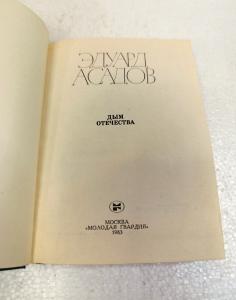 ЭДУАРД
АСАДОВ
ДЫМ
ОТЕЧЕСТВА
МОСКВА
«МОЛОДАЯ ГВАРДИЯ»
1983